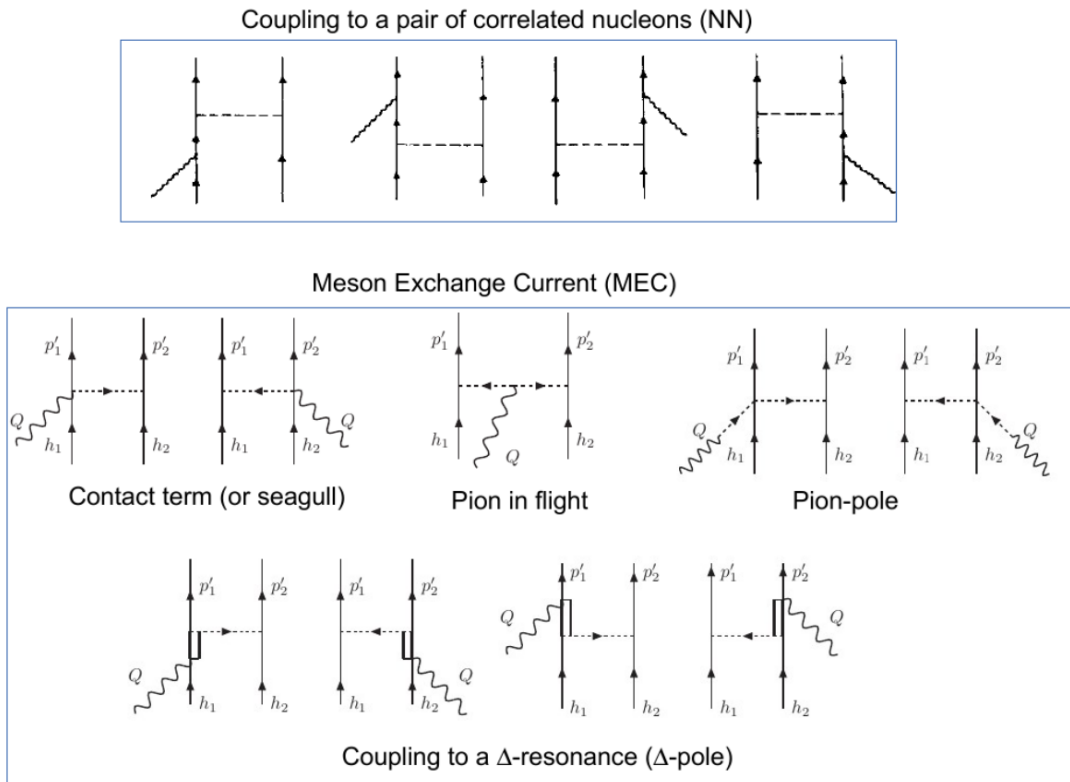 Coupling to a pair of correlated nucleons (NN)
Meson Exchange Current (MEC)
p′₁ p′₂ p′₁ p′₂
Q h₁ h₂ h₁ h₂ Q
Contact term (or seagull)
p′₁ p′₂
h₁ Q h₂
Pion in flight
p′₁ p′₂ p′₁ p′₂
Q h₁ h₂ h₁ h₂ Q
Pion-pole
p′₁ p′₂ p′₁ p′₂
Q h₁ h₂ h₁ h₂ Q
p′₁ p′₂ p′₁ p′₂
Q h₁ h₂ h₁ h₂ Q
Coupling to a Δ-resonance (Δ-pole)